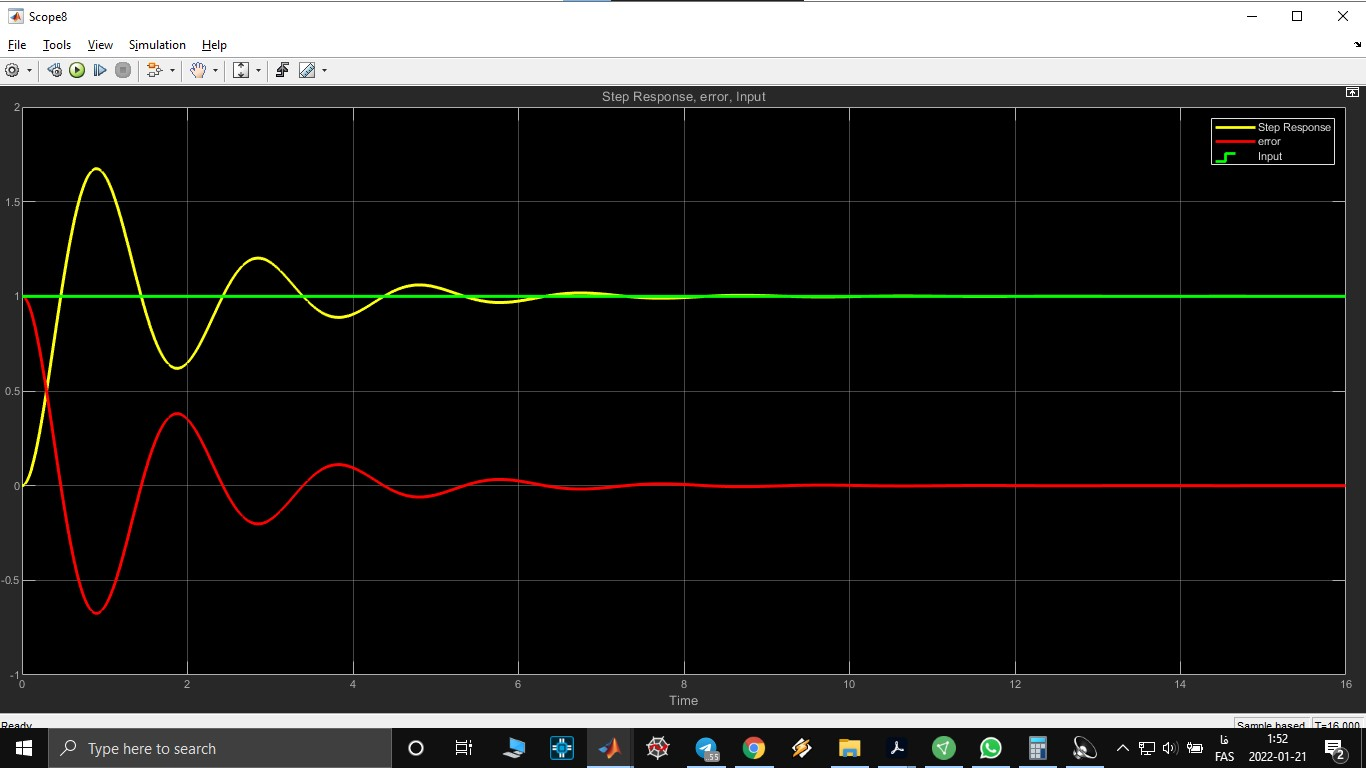 Scope8
File Tools View Simulation Help
Step Response, error, Input
Step Response
error
Input
2
1.5
1
0.5
0
-0.5
-1
0 2 4 6 8 10 12 14 16
Time
Ready
Sample based T=16.000
Type here to search
.55
فا
FAS
1:52
2022-01-21
2